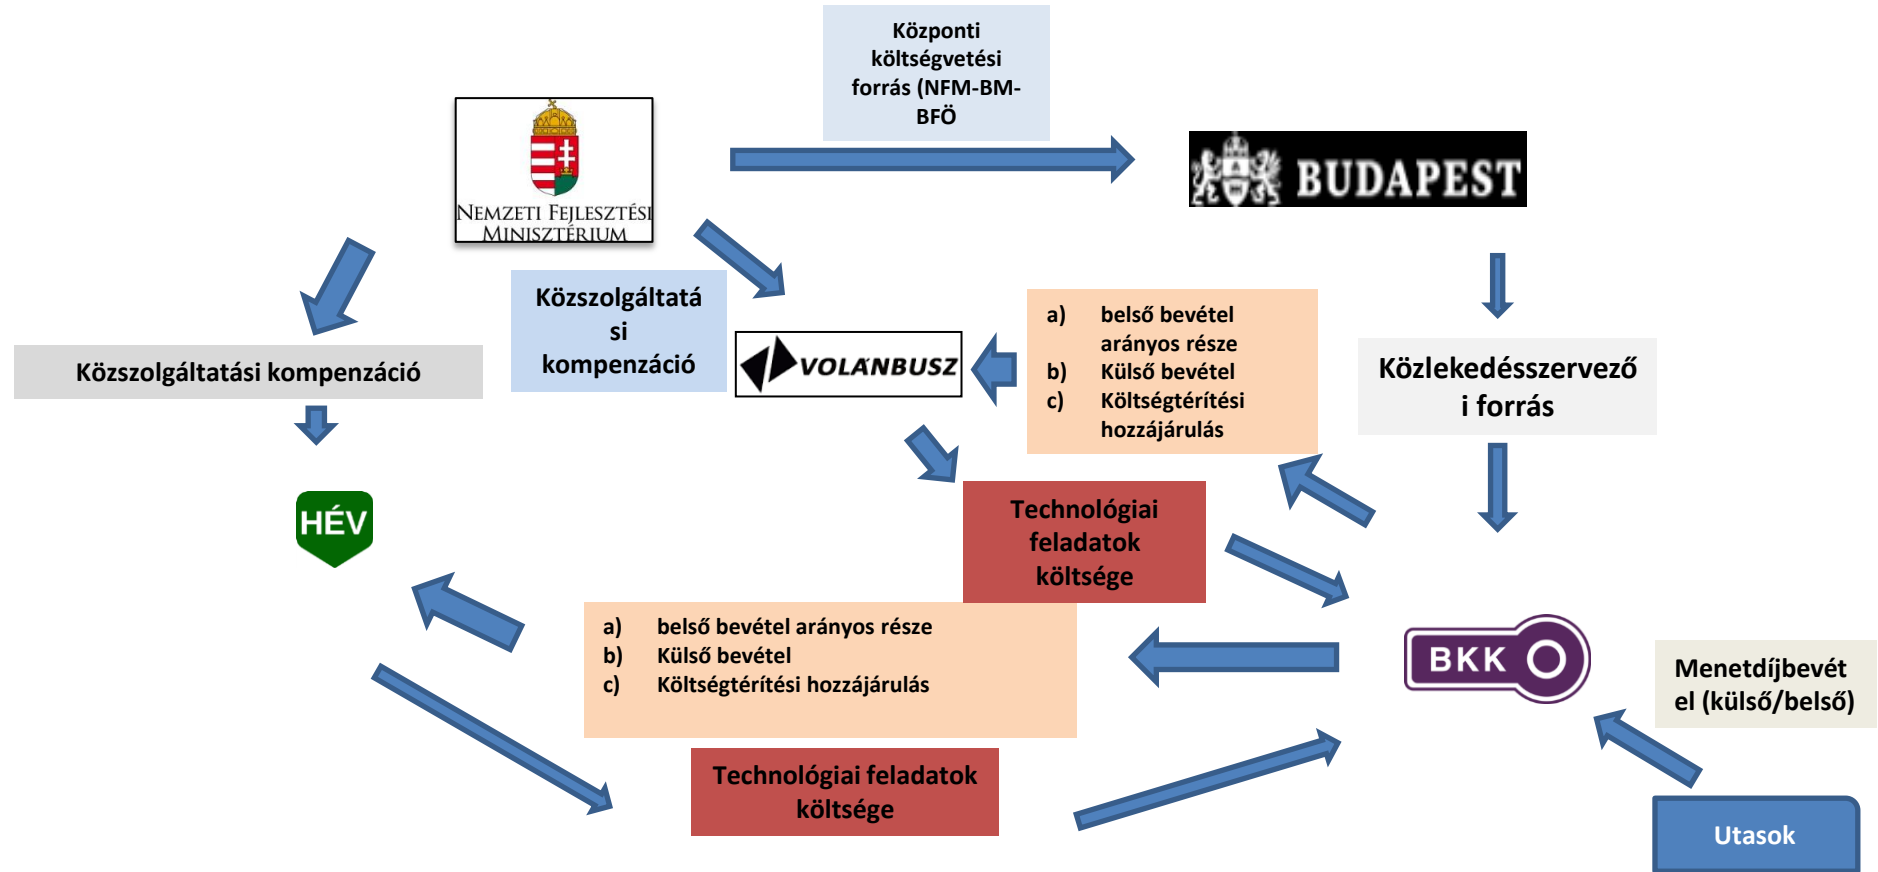 Központi
költségvetési
forrás (NFM-BM-
BFÖ
NEMZETI FEJLESZTÉSI
MINISZTÉRIUM
BUDAPEST
Közszolgáltatá
si
kompenzáció
VOLÁNBUSZ
a) belső bevétel
arányos része
b) Külső bevétel
c) Költségtérítési
hozzájárulás
Közlekedésszervező
i forrás
Közszolgáltatási kompenzáció
HÉV
Technológiai
feladatok
költsége
a) belső bevétel arányos része
b) Külső bevétel
c) Költségtérítési hozzájárulás
BKK
Menetdíjbevét
el (külső/belső)
Technológiai feladatok
költsége
Utasok